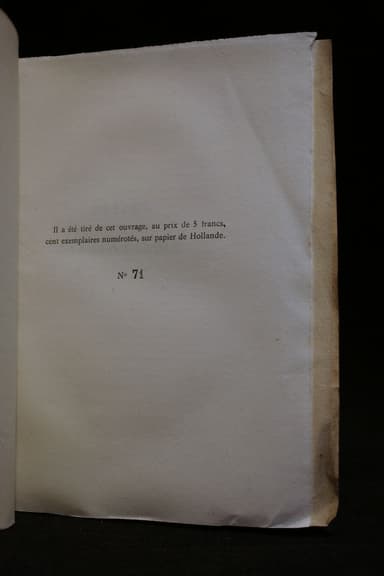 Il a été tiré de cet ouvrage, au prix de 5 francs,
cent exemplaires numérotés, sur papier de Hollande.
No 71